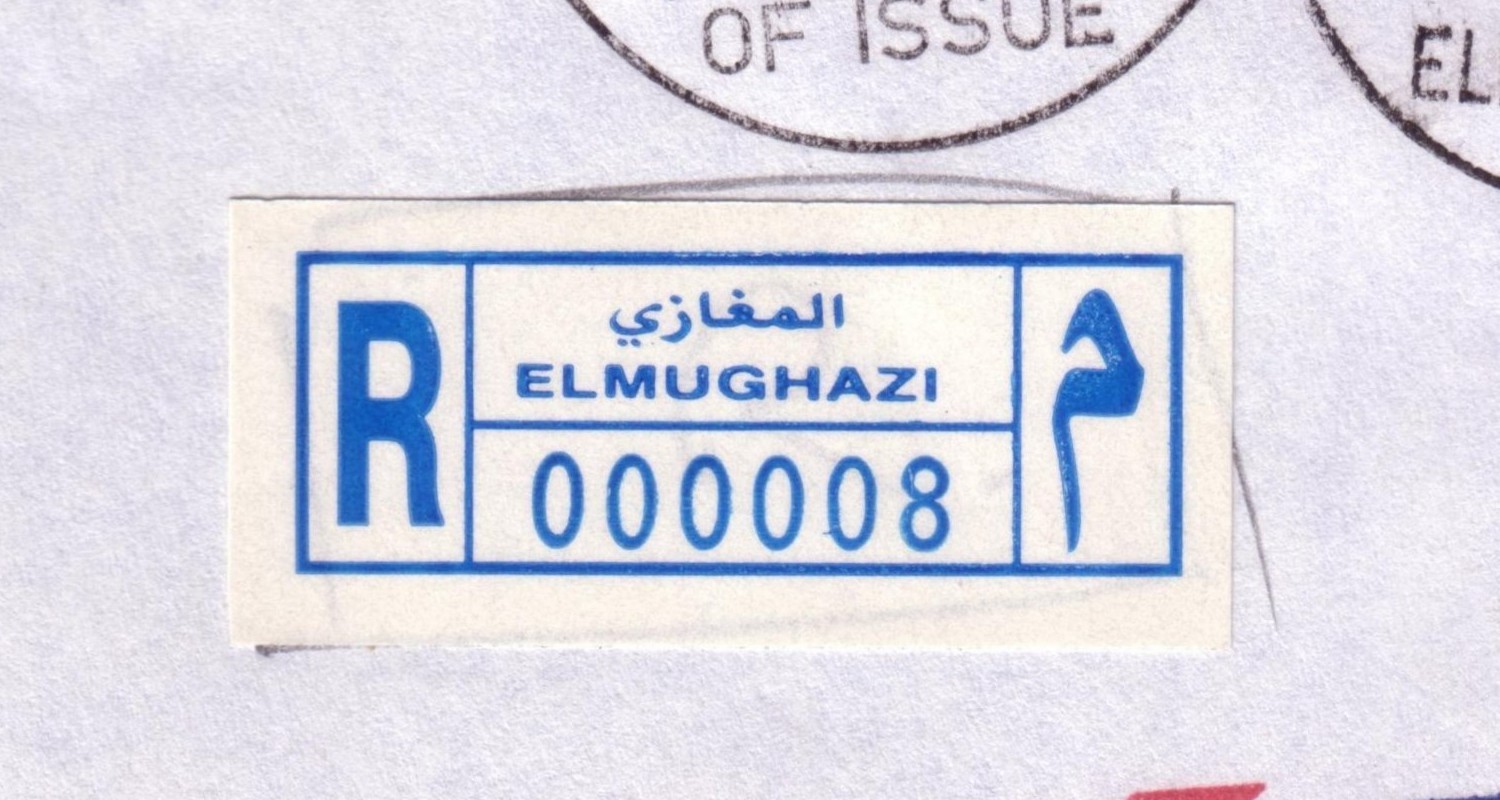 OF ISSUE
EL
R
المغازي
ELMUGHAZI
000008
م